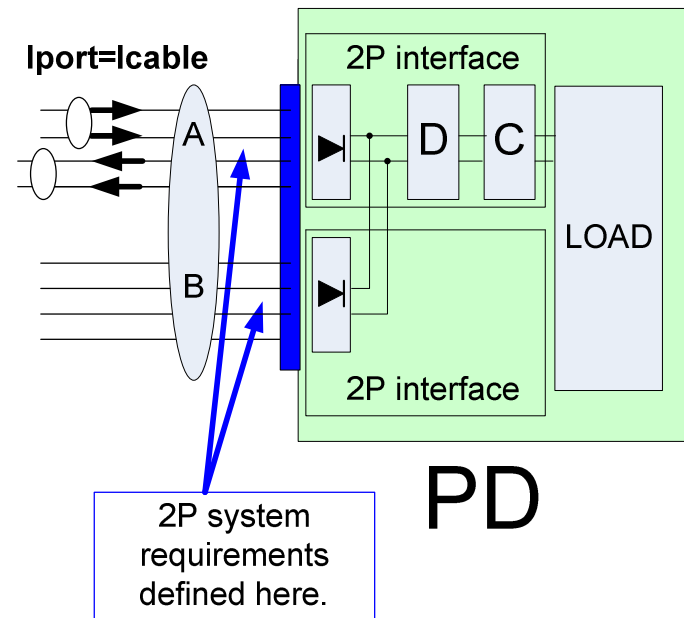 Iport=Icable
2P interface
A
D
C
LOAD
B
2P interface
PD
2P system
requirements
defined here.